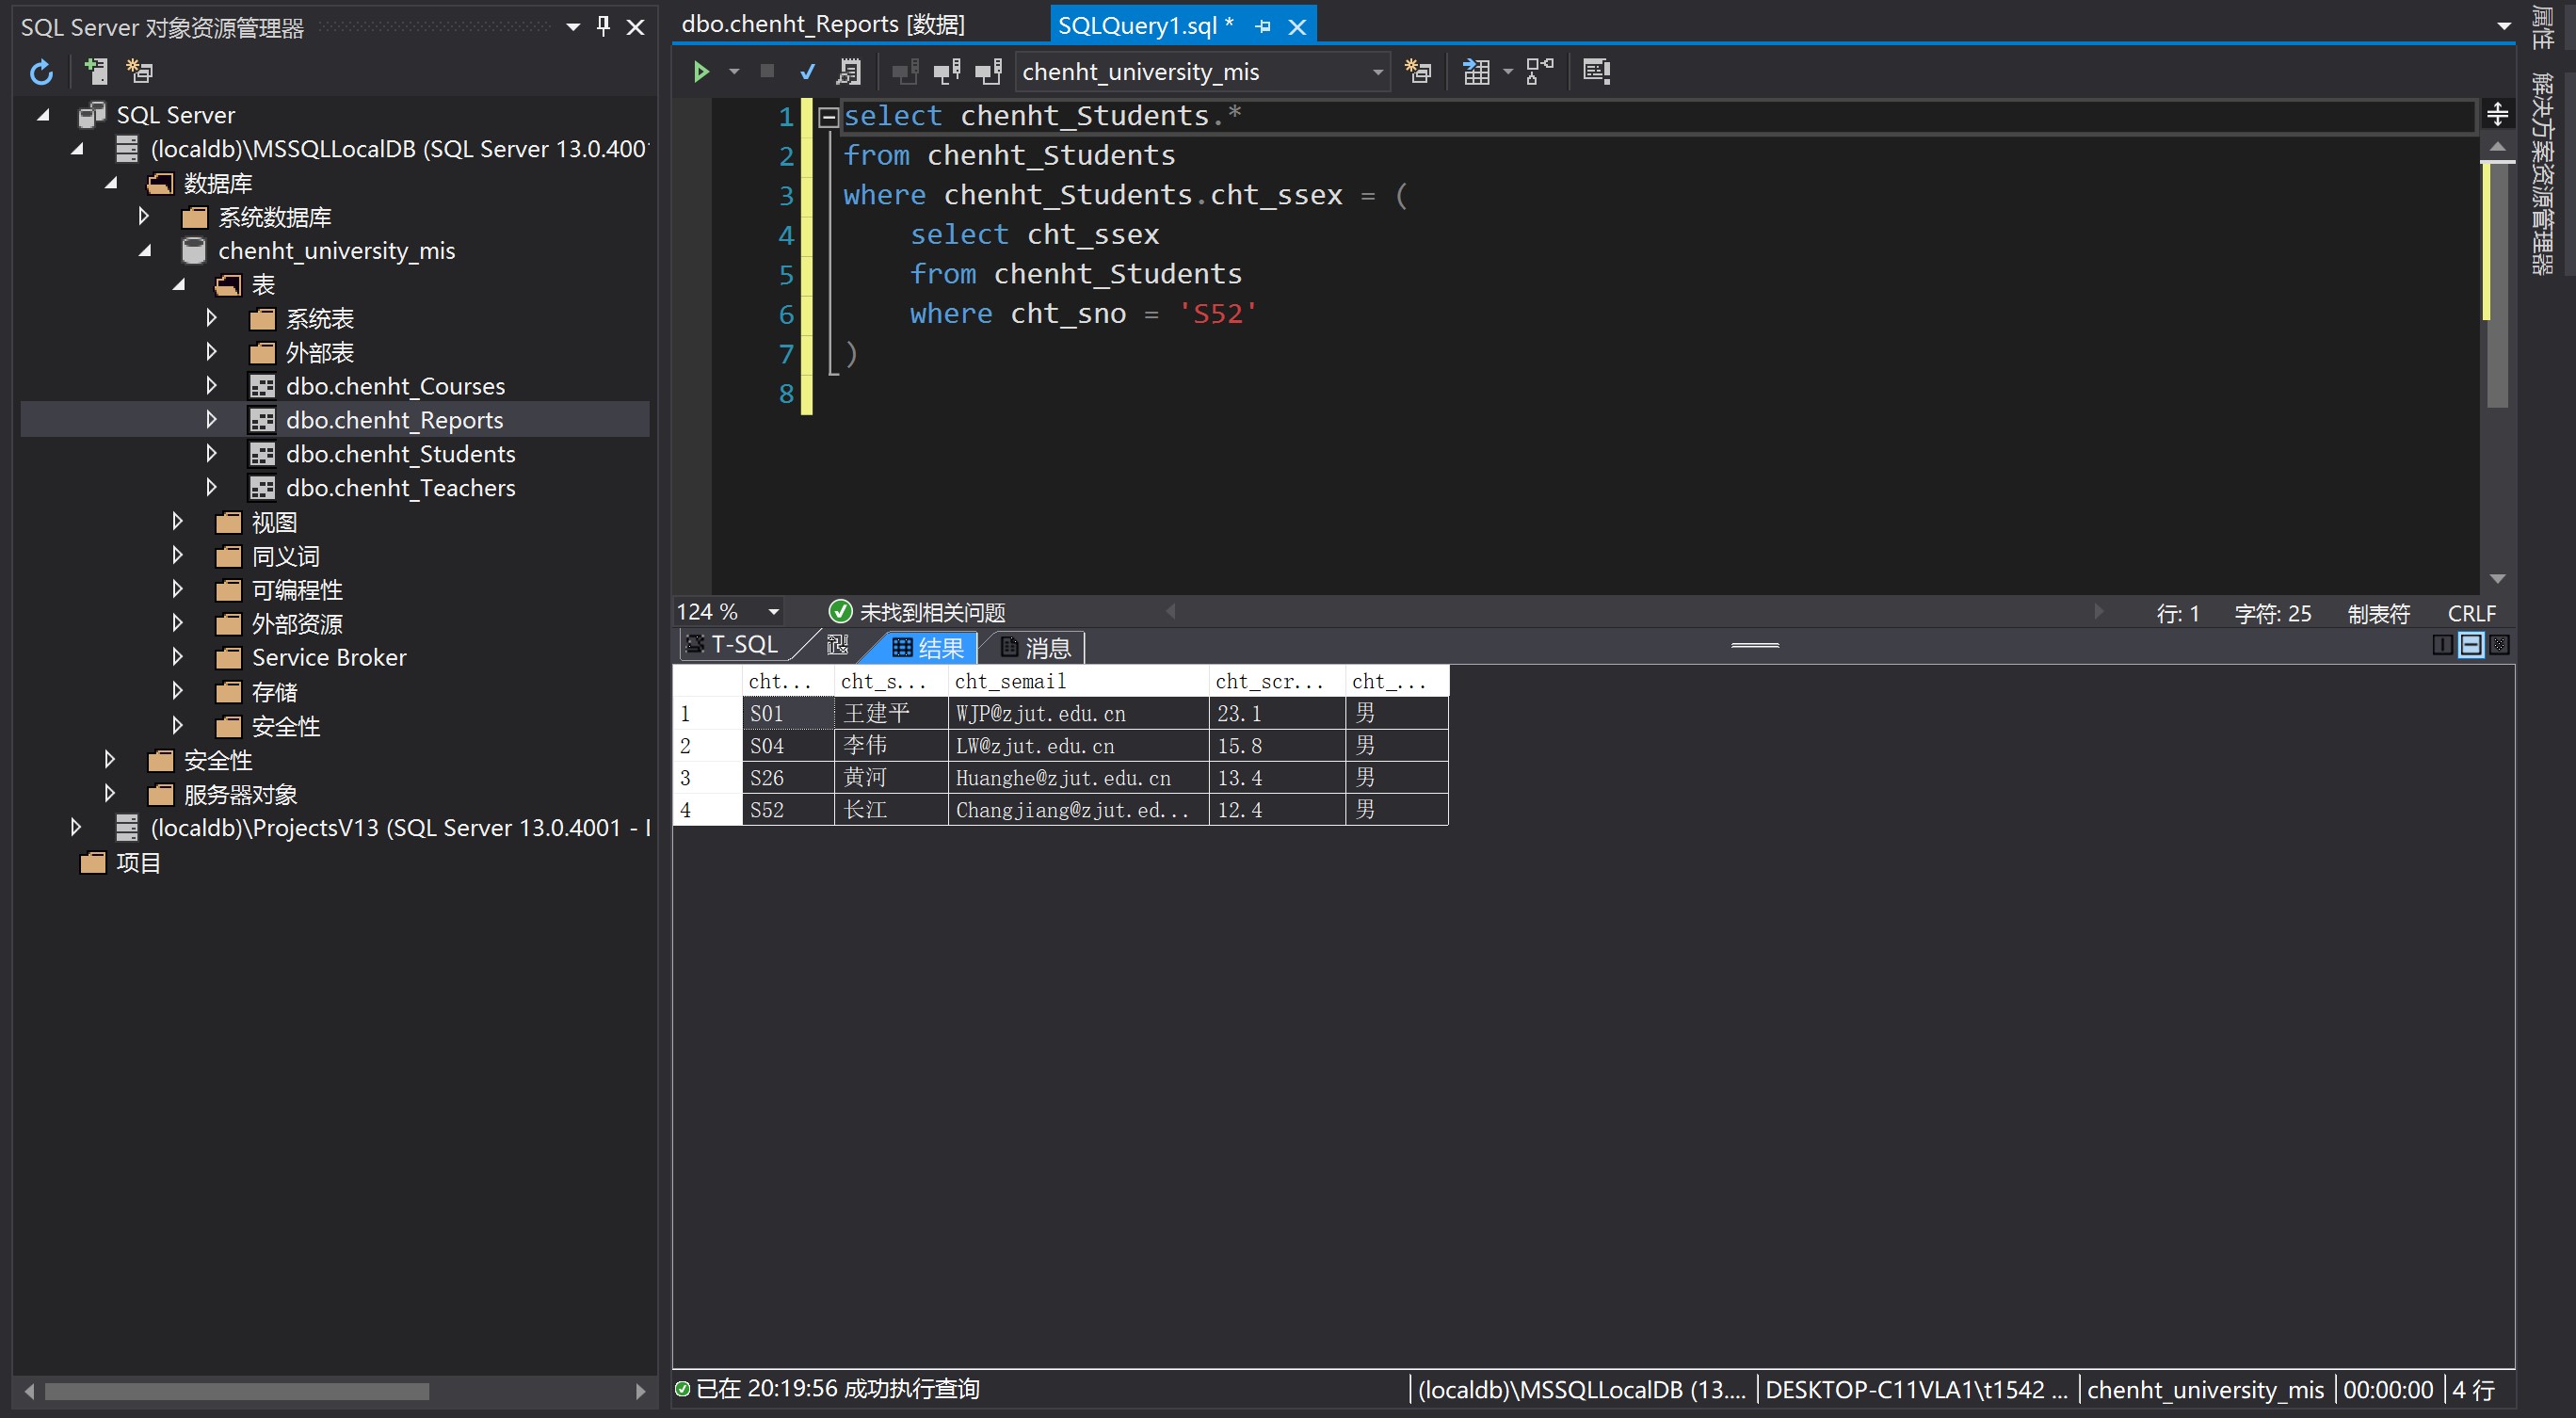 SQL Server 对象资源管理器
SQL Server
(localdb)\MSSQLLocalDB (SQL Server 13.0.400
数据库
系统数据库
chenht_university_mis
表
系统表
外部表
dbo.chenht_Courses
dbo.chenht_Reports
dbo.chenht_Students
dbo.chenht_Teachers
视图
同义词
可编程性
外部资源
Service Broker
存储
安全性
安全性
服务器对象
(localdb)\ProjectsV13 (SQL Server 13.0.4001 -
项目
dbo.chenht_Reports [数据]
SQLQuery1.sql *
chenht_university_mis
1 select chenht_Students.*
2 from chenht_Students
3 where chenht_Students.cht_ssex = (
4 select cht_ssex
5 from chenht_Students
6 where cht_sno = 'S52'
7 )
8
124 % 未找到相关问题 行: 1 字符: 25 制表符 CRLF
T-SQL 结果 消息
cht... cht_s... cht_semail cht_scr... cht_...
1 S01 王建平 WJP@zjut.edu.cn 23.1 男
2 S04 李伟 LW@zjut.edu.cn 15.8 男
3 S26 黄河 Huanghe@zjut.edu.cn 13.4 男
4 S52 长江 Changjiang@zjut.ed... 12.4 男
已在 20:19:56 成功执行查询 (localdb)\MSSQLLocalDB (13.... DESKTOP-C11VLA1\t1542 ... chenht_university_mis 00:00:00 4 行
属性
解决方案资源管理器